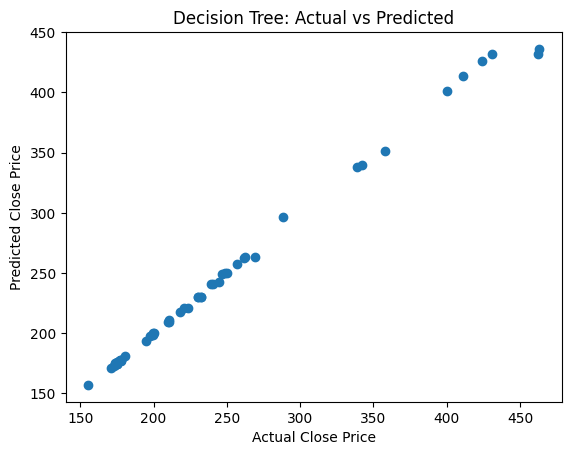 Decision Tree: Actual vs Predicted
450
400
350
300
250
200
150
Predicted Close Price
150 200 250 300 350 400 450
Actual Close Price